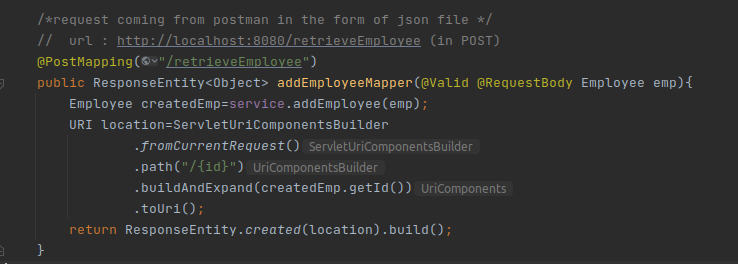 /*request coming from postman in the form of json file */
// url : http://localhost:8080/retrieveEmployee (in POST)
@PostMapping("/retrieveEmployee")
public ResponseEntity<Object> addEmployeeMapper(@Valid @RequestBody Employee emp){
Employee createdEmp=service.addEmployee(emp);
URI location=ServletUriComponentsBuilder
.fromCurrentRequest() ServletUriComponentsBuilder
.path("/{id}") UriComponentsBuilder
.buildAndExpand(createdEmp.getId()) UriComponents
.toUri();
return ResponseEntity.created(location).build();
}